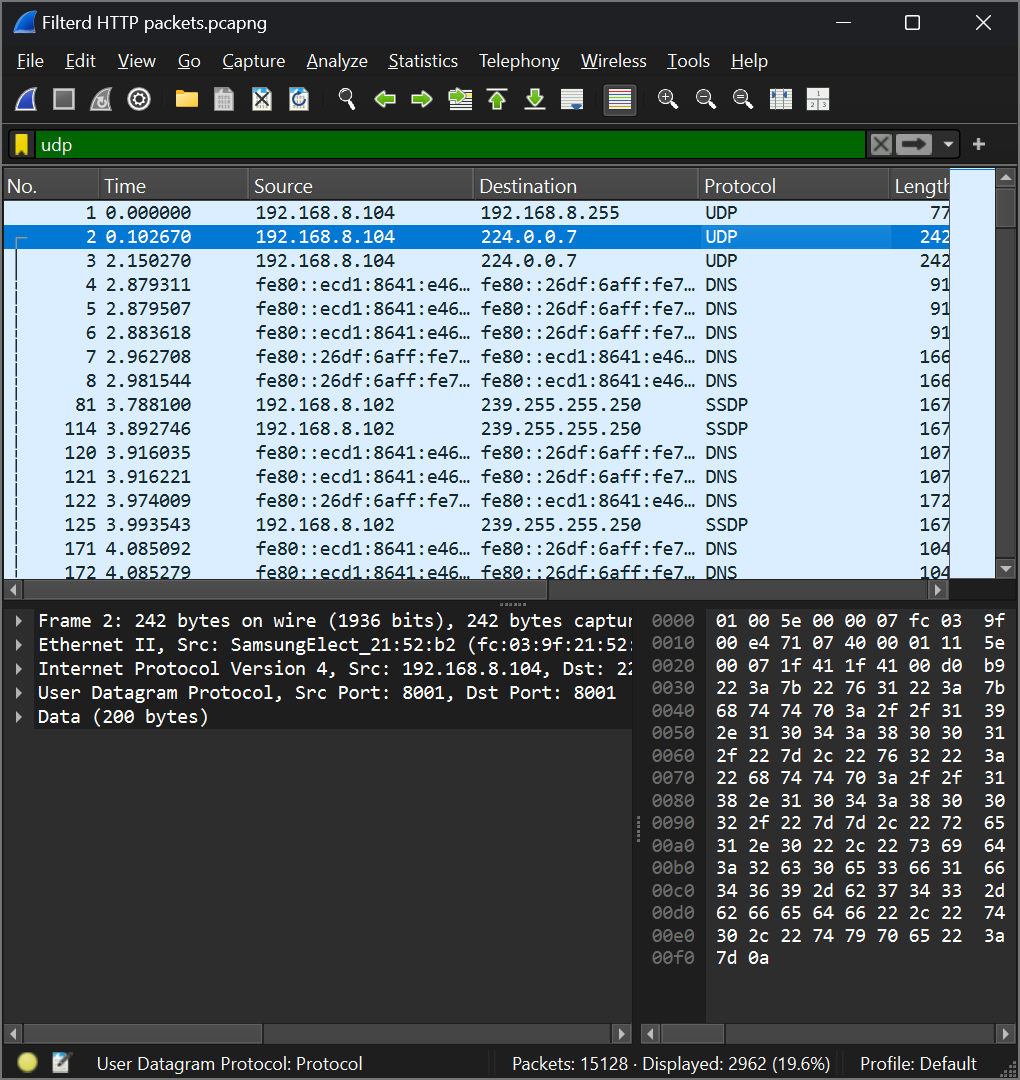 Filterd HTTP packets.pcapng
File Edit View Go Capture Analyze Statistics Telephony Wireless Tools Help
udp
No. Time Source Destination Protocol Length
1 0.000000 192.168.8.104 192.168.8.255 UDP 77
2 0.102670 192.168.8.104 224.0.0.7 UDP 242
3 2.150270 192.168.8.104 224.0.0.7 UDP 242
4 2.879311 fe80::ecd1:8641:e46… fe80::26df:6aff:fe7… DNS 91
5 2.879507 fe80::ecd1:8641:e46… fe80::26df:6aff:fe7… DNS 91
6 2.883618 fe80::ecd1:8641:e46… fe80::26df:6aff:fe7… DNS 91
7 2.962708 fe80::26df:6aff:fe7… fe80::ecd1:8641:e46… DNS 166
8 2.981544 fe80::26df:6aff:fe7… fe80::ecd1:8641:e46… DNS 166
81 3.788100 192.168.8.102 239.255.255.250 SSDP 167
114 3.892746 192.168.8.102 239.255.255.250 SSDP 167
120 3.916035 fe80::ecd1:8641:e46… fe80::26df:6aff:fe7… DNS 107
121 3.916221 fe80::ecd1:8641:e46… fe80::26df:6aff:fe7… DNS 107
122 3.974009 fe80::26df:6aff:fe7… fe80::ecd1:8641:e46… DNS 172
125 3.993543 192.168.8.102 239.255.255.250 SSDP 167
171 4.085092 fe80::ecd1:8641:e46… fe80::26df:6aff:fe7… DNS 104
172 4.085279 fe80::ecd1:8641:e46… fe80::26df:6aff:fe7… DNS 104
Frame 2: 242 bytes on wire (1936 bits), 242 bytes captur
Ethernet II, Src: SamsungElect_21:52:b2 (fc:03:9f:21:52:
Internet Protocol Version 4, Src: 192.168.8.104, Dst: 22
User Datagram Protocol, Src Port: 8001, Dst Port: 8001
Data (200 bytes)
0000 01 00 5e 00 00 07 fc 03 9f
0010 00 e4 71 07 40 00 01 11 5e
0020 00 07 1f 41 1f 41 00 d0 b9
0030 22 3a 7b 22 76 31 22 3a 7b
0040 68 74 74 70 3a 2f 2f 31 39
0050 2e 31 30 34 3a 38 30 30 31
0060 2f 22 7d 2c 22 76 32 22 3a
0070 22 68 74 74 70 3a 2f 2f 31
0080 38 2e 31 30 34 3a 38 30 30
0090 32 2f 22 7d 7d 2c 22 72 65
00a0 31 2e 30 22 2c 22 73 69 64
00b0 3a 32 63 30 65 33 66 31 66
00c0 34 36 39 2d 62 37 34 33 2d
00d0 62 66 65 64 66 22 2c 22 74
00e0 30 2c 22 74 79 70 65 22 3a
00f0 7d 0a
User Datagram Protocol: Protocol Packets: 15128 · Displayed: 2962 (19.6%) Profile: Default